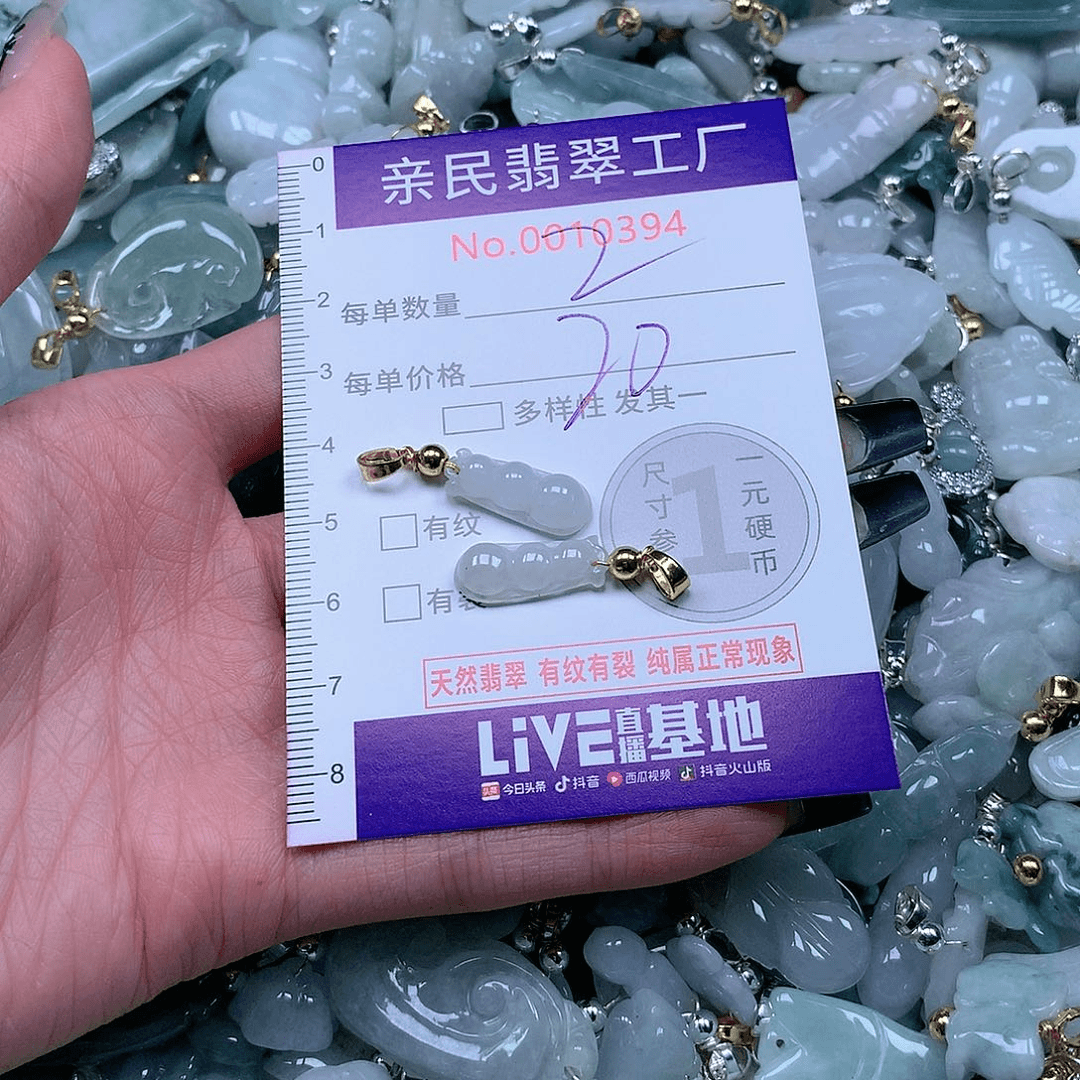 亲民翡翠工厂
No.0010394
每单数量 2
每单价格 20
多样性 发其一
有纹
有裂
尺寸参
1
一元硬币
天然翡翠 有纹有裂 纯属正常现象
LiVE直播基地
头条 今日头条 抖音 西瓜视频 抖音火山版
0
1
2
3
4
5
6
7
8